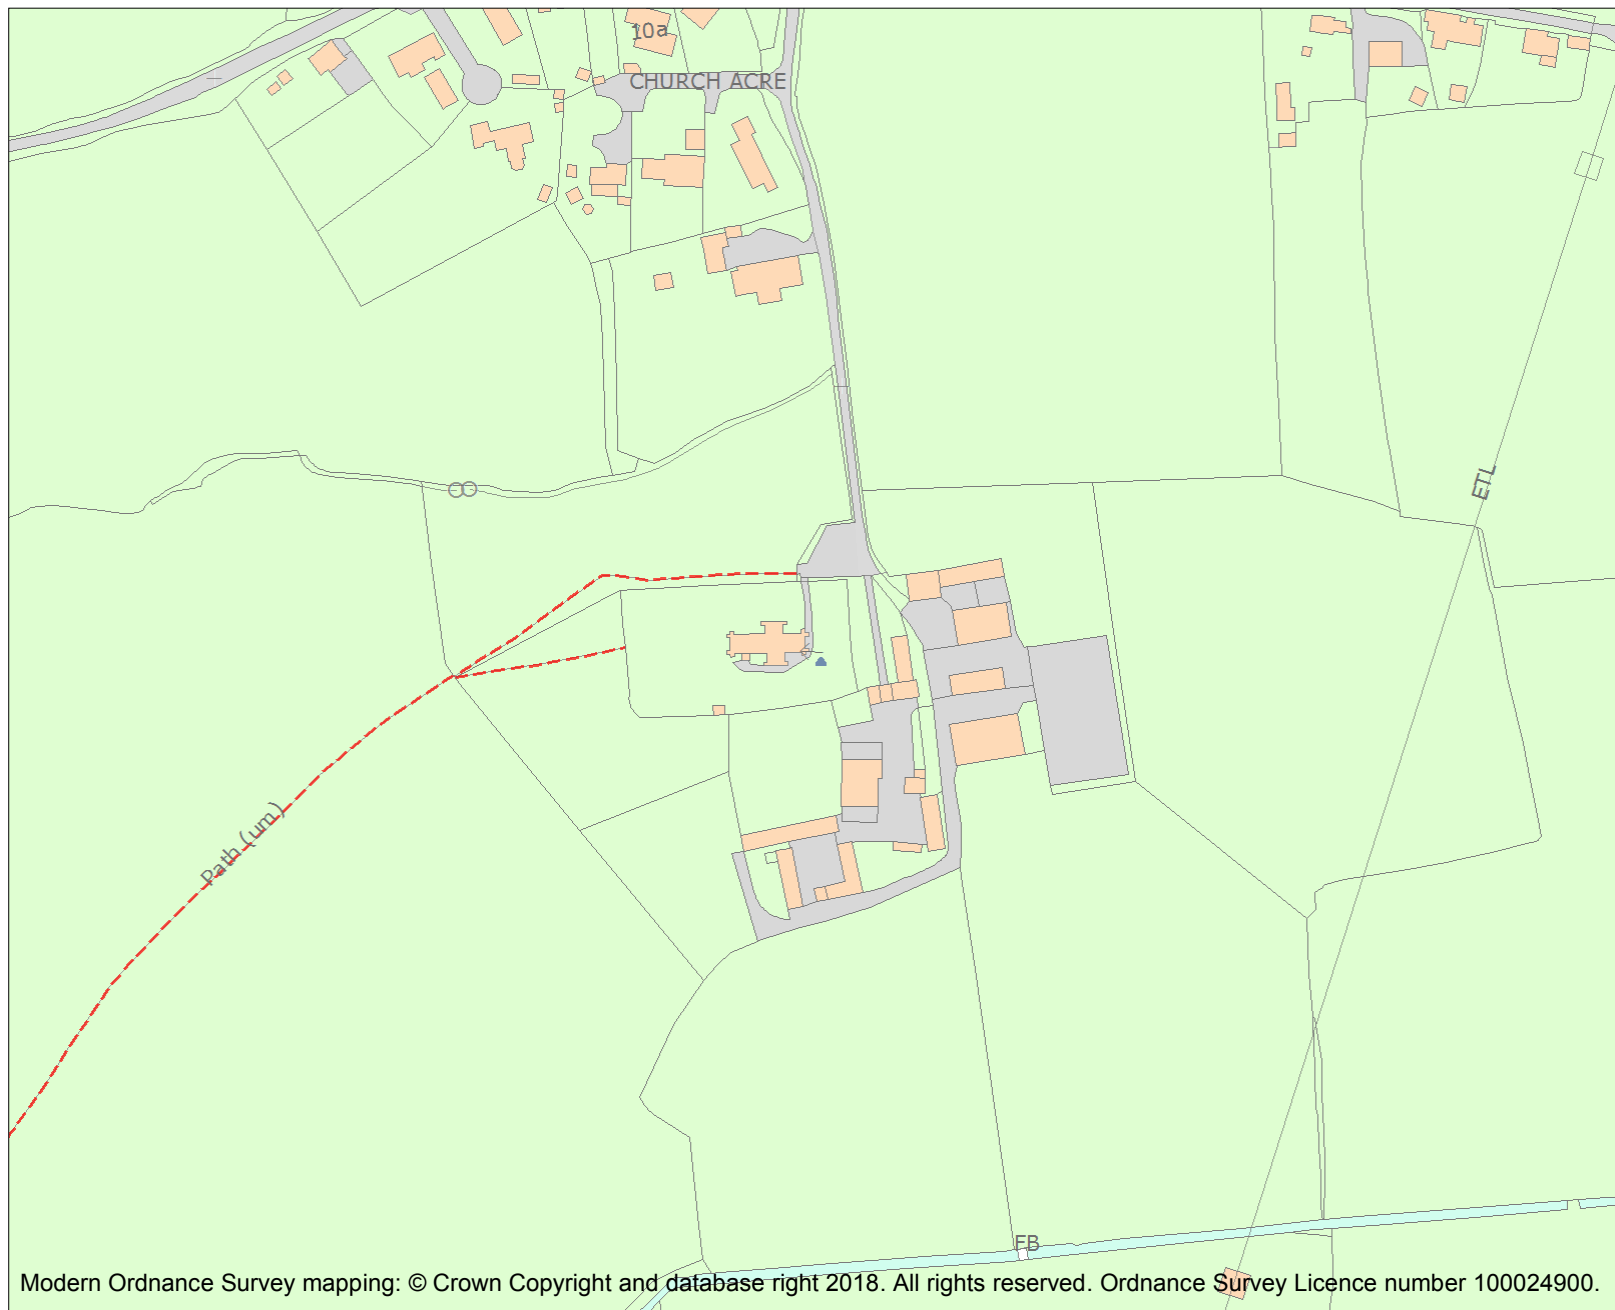 10a
CHURCH ACRE
ETL
Path (um)
FB
Modern Ordnance Survey mapping: © Crown Copyright and database right 2018. All rights reserved. Ordnance Survey Licence number 100024900.